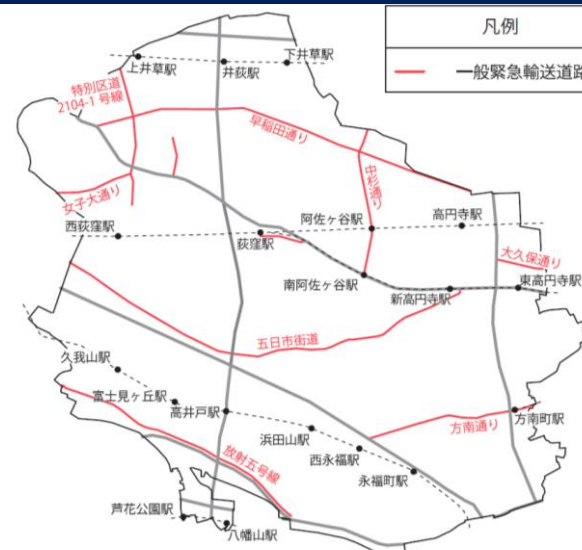 凡例
一般緊急輸送道路
上井草駅
井荻駅
下井草駅
特別区道
2104-1 号線
早稲田通り
中杉通り
女子大通り
西荻窪駅
荻窪駅
阿佐ヶ谷駅
高円寺駅
大久保通り
南阿佐ヶ谷駅
新高円寺駅
東高円寺駅
五日市街道
久我山駅
富士見ヶ丘駅
高井戸駅
浜田山駅
西永福駅
永福町駅
方南通り
方南町駅
放射五号線
芦花公園駅
八幡山駅